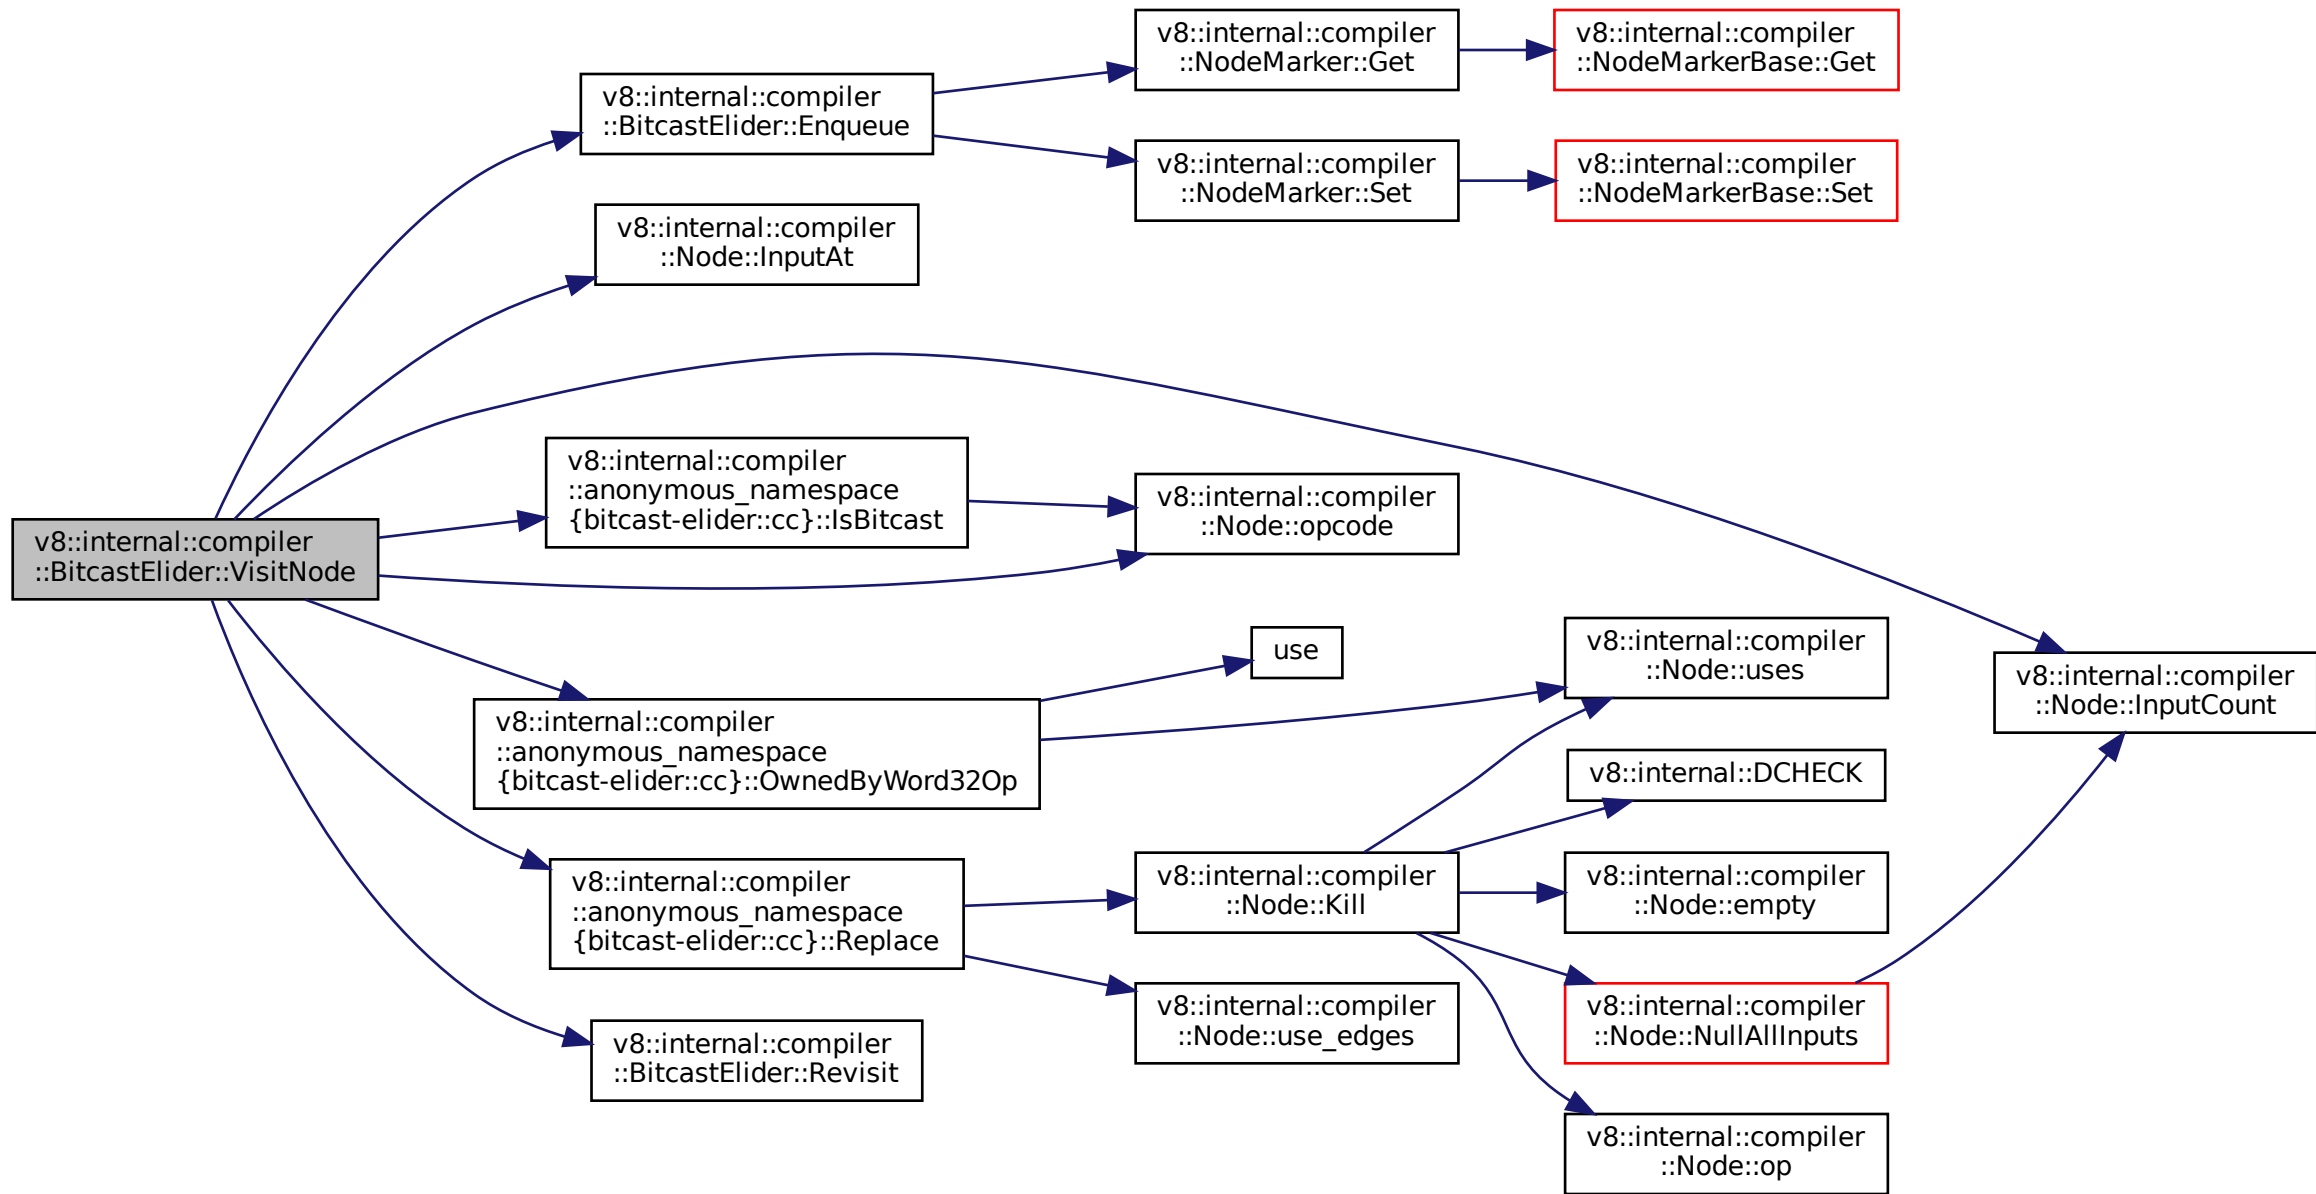 v8::internal::compiler
::BitcastElider::VisitNode
v8::internal::compiler
::BitcastElider::Enqueue
v8::internal::compiler
::Node::InputAt
v8::internal::compiler
::anonymous_namespace
{bitcast-elider::cc}::IsBitcast
v8::internal::compiler
::anonymous_namespace
{bitcast-elider::cc}::OwnedByWord32Op
v8::internal::compiler
::anonymous_namespace
{bitcast-elider::cc}::Replace
v8::internal::compiler
::BitcastElider::Revisit
v8::internal::compiler
::NodeMarker::Get
v8::internal::compiler
::NodeMarker::Set
v8::internal::compiler
::Node::opcode
use
v8::internal::compiler
::Node::Kill
v8::internal::compiler
::Node::use_edges
v8::internal::compiler
::NodeMarkerBase::Get
v8::internal::compiler
::NodeMarkerBase::Set
v8::internal::compiler
::Node::uses
v8::internal::DCHECK
v8::internal::compiler
::Node::empty
v8::internal::compiler
::Node::NullAllInputs
v8::internal::compiler
::Node::op
v8::internal::compiler
::Node::InputCount